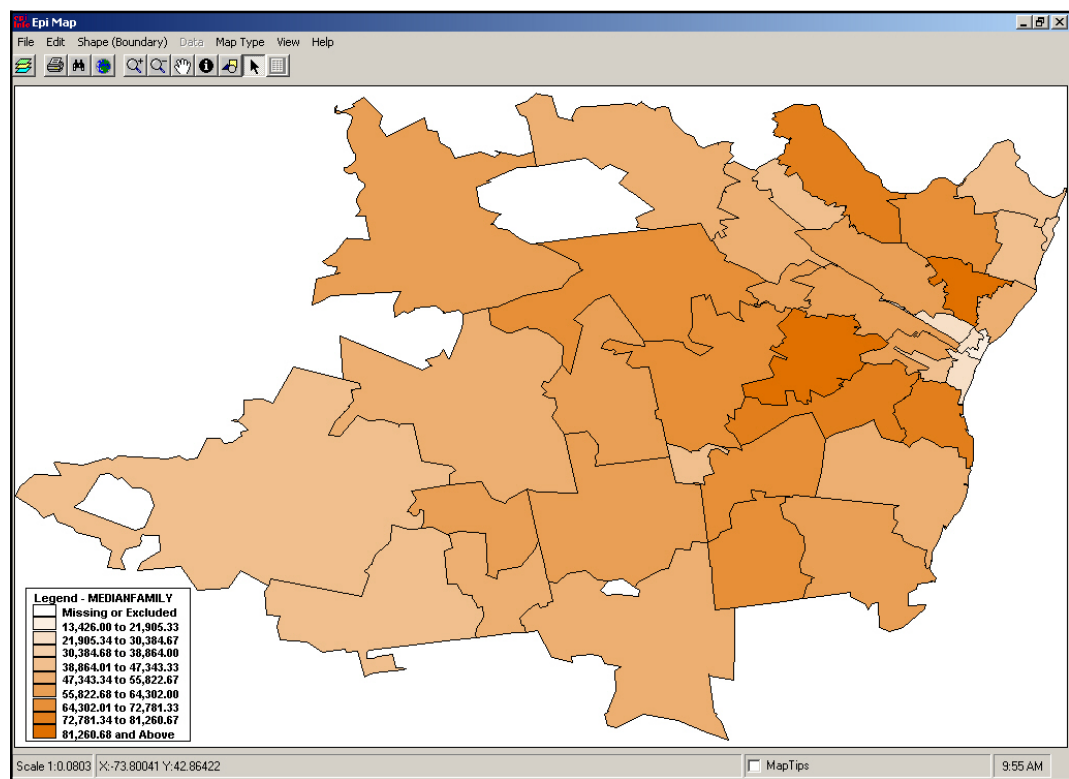 Epi Info Epi Map
File Edit Shape (Boundary) Data Map Type View Help
Legend - MEDIANFAMILY
Missing or Excluded
13,426.00 to 21,905.33
21,905.34 to 30,384.67
30,384.68 to 38,864.00
38,864.01 to 47,343.33
47,343.34 to 55,822.67
55,822.68 to 64,302.00
64,302.01 to 72,781.33
72,781.34 to 81,260.67
81,260.68 and Above
Scale 1:0.0803 X:-73.80041 Y:42.86422 MapTips 9:55 AM